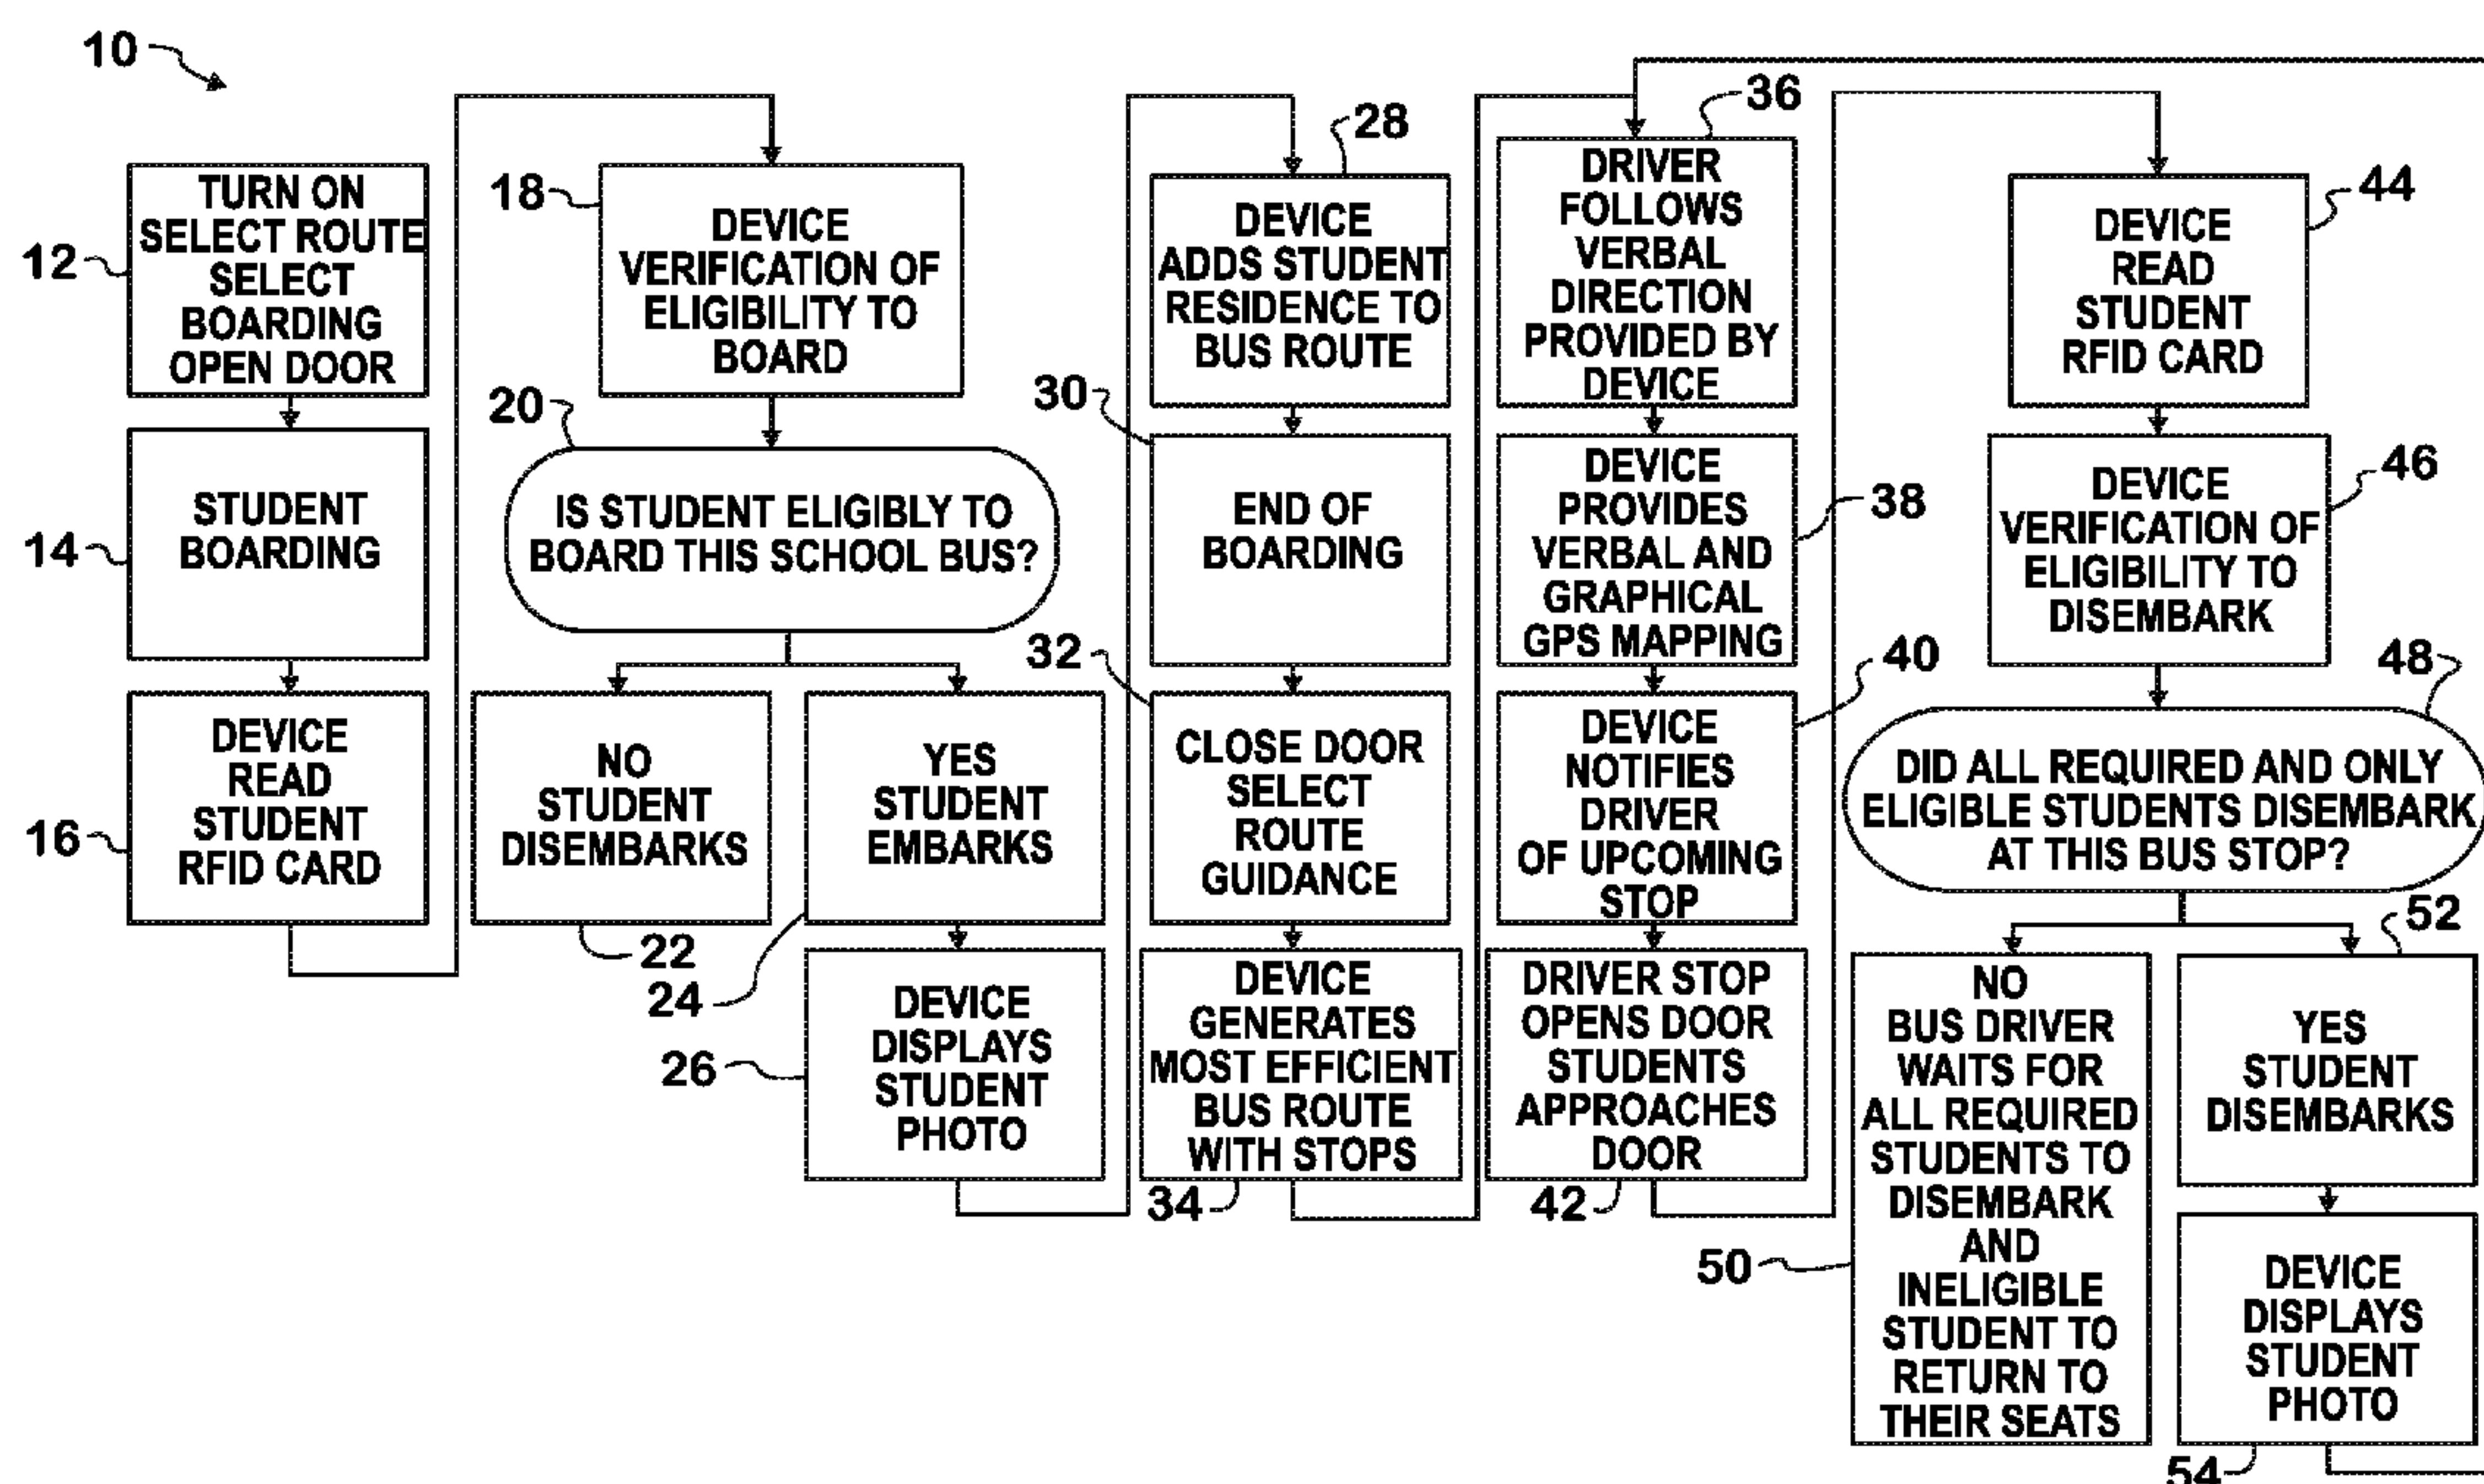 10
12
TURN ON
SELECT ROUTE
SELECT
BOARDING
OPEN DOOR
14
STUDENT
BOARDING
16
DEVICE
READ
STUDENT
RFID CARD
18
DEVICE
VERIFICATION OF
ELIGIBILITY TO
BOARD
20
IS STUDENT ELIGIBLY TO
BOARD THIS SCHOOL BUS?
NO
STUDENT
DISEMBARKS
22
YES
STUDENT
EMBARKS
24
26
DEVICE
DISPLAYS
STUDENT
PHOTO
28
DEVICE
ADDS STUDENT
RESIDENCE TO
BUS ROUTE
30
END OF
BOARDING
32
CLOSE DOOR
SELECT
ROUTE
GUIDANCE
DEVICE
GENERATES
MOST EFFICIENT
BUS ROUTE
WITH STOPS
34
36
DRIVER
FOLLOWS
VERBAL
DIRECTION
PROVIDED BY
DEVICE
DEVICE
PROVIDES
VERBAL AND
GRAPHICAL
GPS MAPPING
38
40
DEVICE
NOTIFIES
DRIVER
OF UPCOMING
STOP
DRIVER STOP
OPENS DOOR
STUDENTS
APPROACHES
DOOR
42
44
DEVICE
READ
STUDENT
RFID CARD
46
DEVICE
VERIFICATION OF
ELIGIBILITY TO
DISEMBARK
48
DID ALL REQUIRED AND ONLY
ELIGIBLE STUDENTS DISEMBARK
AT THIS BUS STOP?
50
NO
BUS DRIVER
WAITS FOR
ALL REQUIRED
STUDENTS TO
DISEMBARK
AND
INELIGIBLE
STUDENT TO
RETURN TO
THEIR SEATS
52
YES
STUDENT
DISEMBARKS
DEVICE
DISPLAYS
STUDENT
PHOTO
54